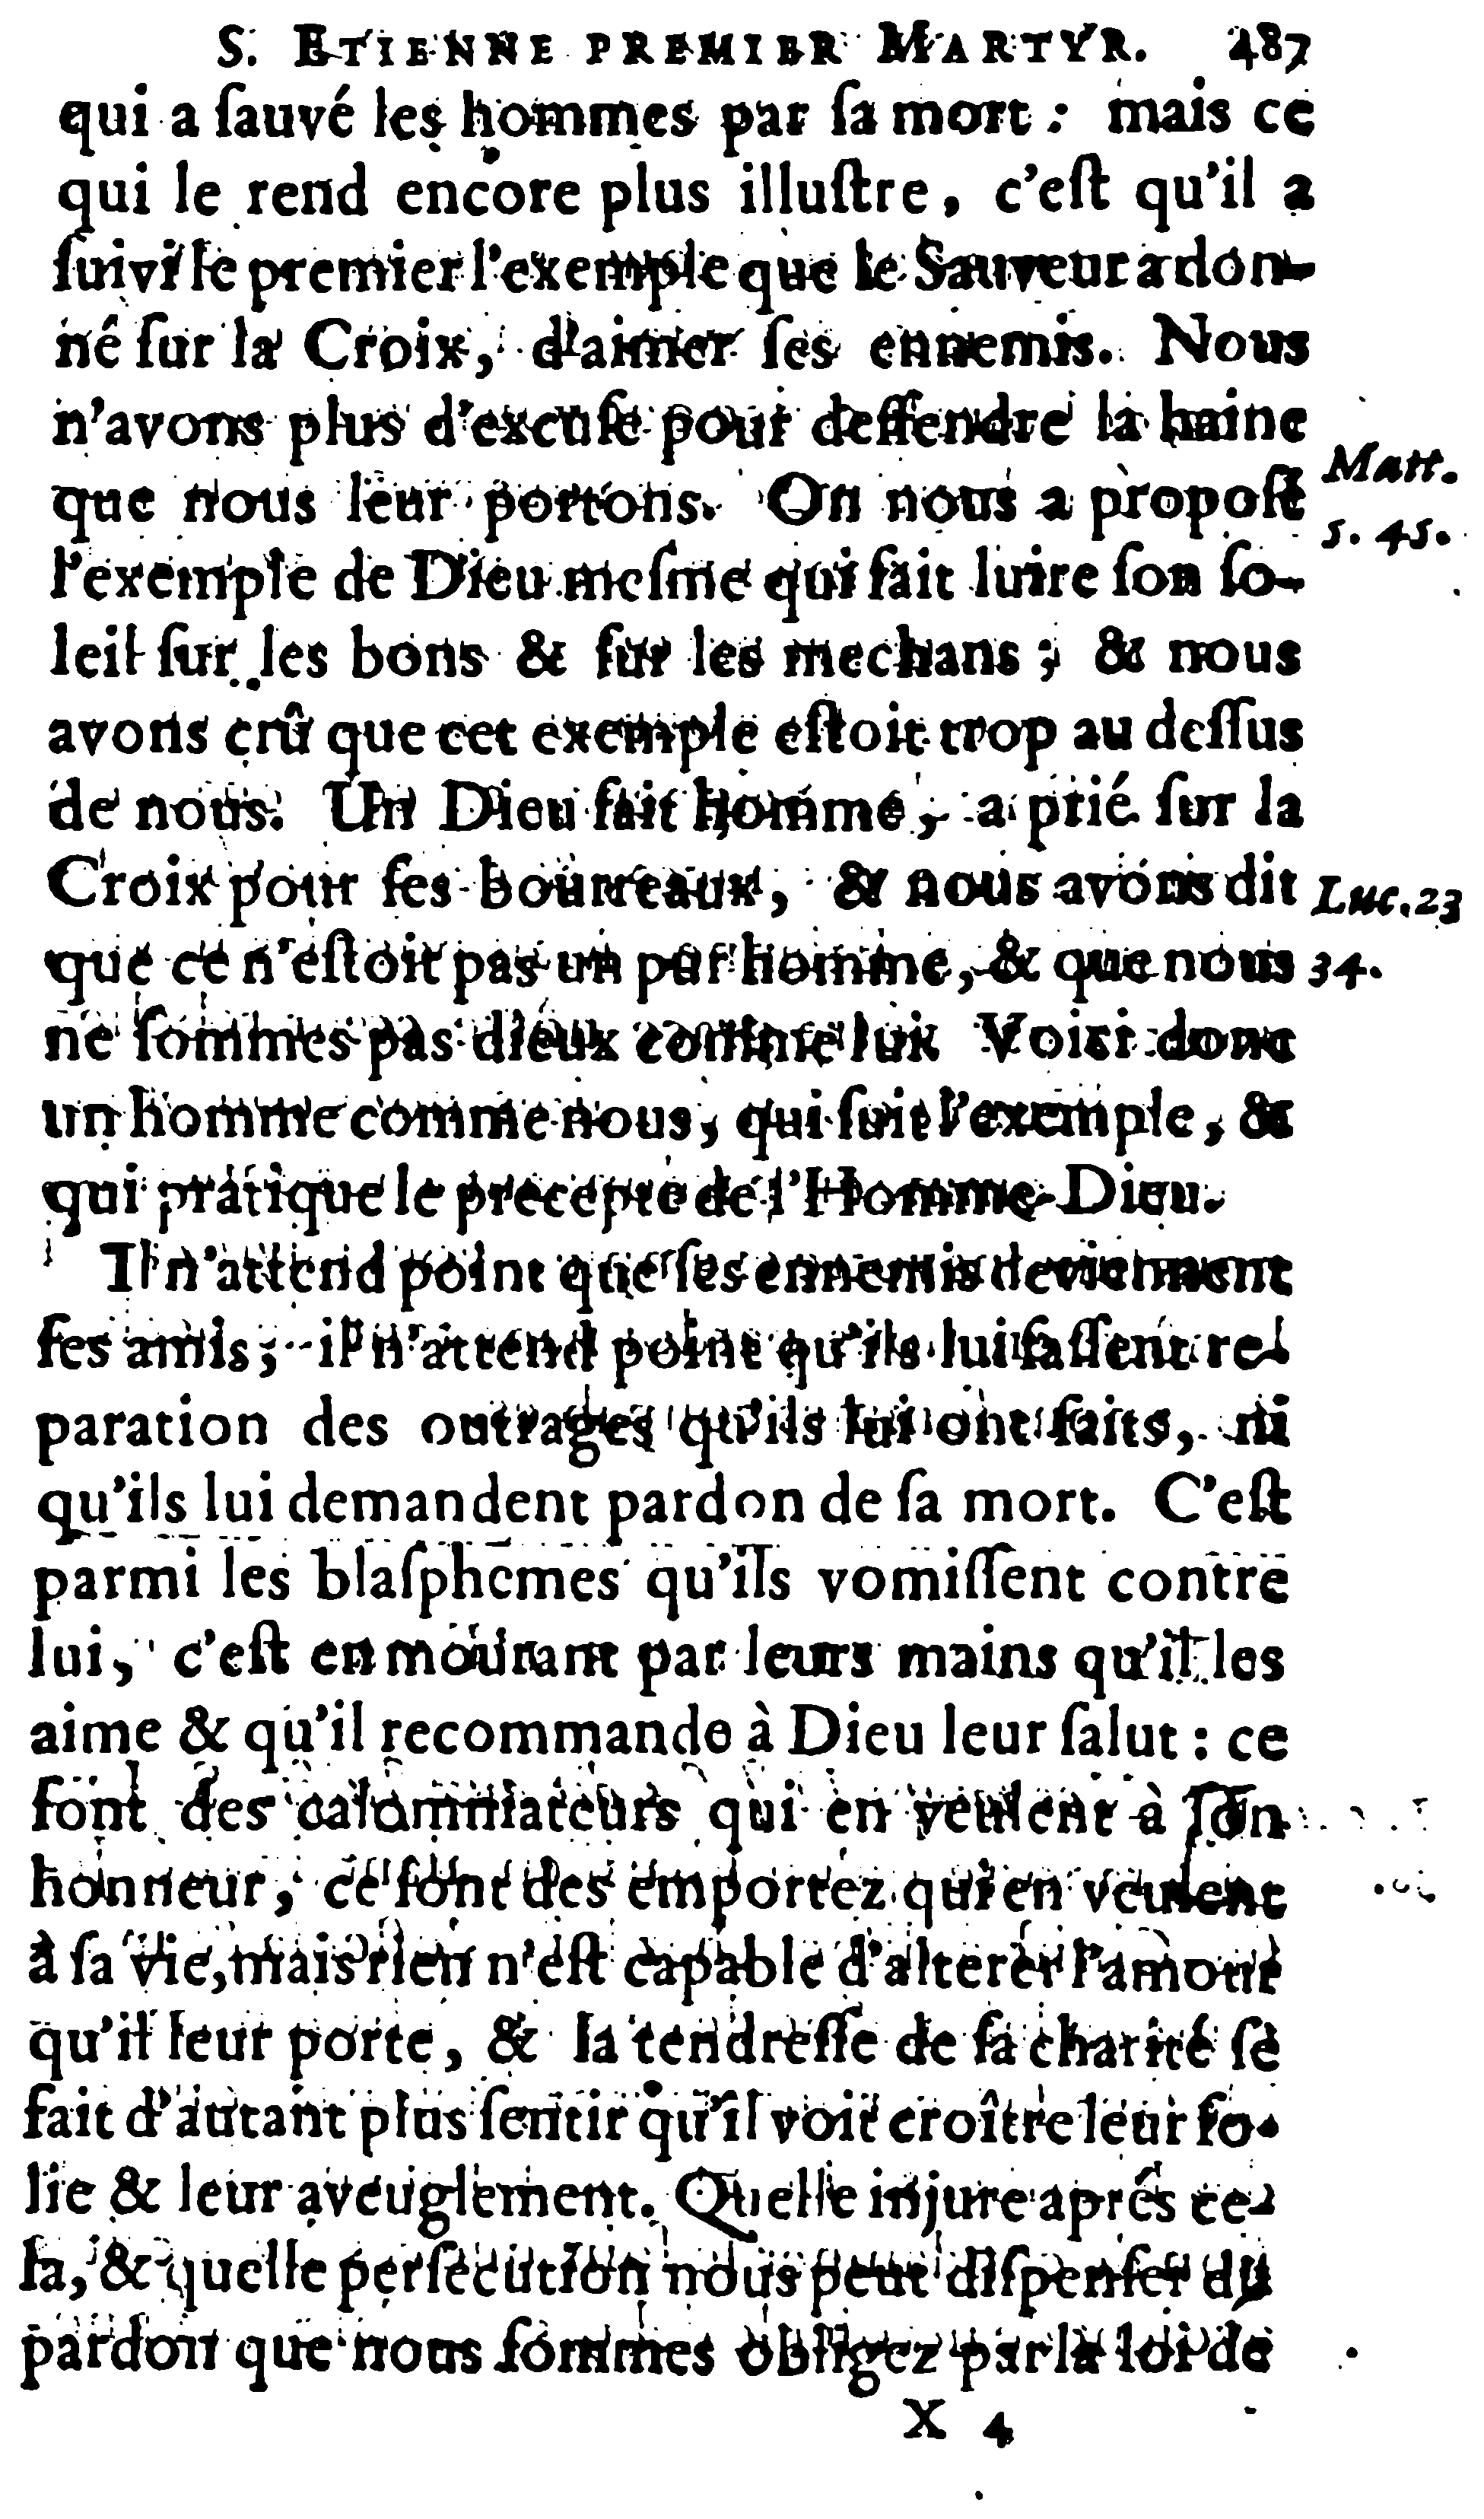 S. ETIENNE PREMIER MARTYR. 487
qui a ſauvé les hommes par ſa mort : mais ce
qui le rend encore plus illuſtre, c'eſt qu'il a
ſuivi le premier l'exemple que le Sauveur a don-
né ſur la Croix, d'aimer ſes ennemis. Nous
n'avons plus d'excuſe pour deffendre la haine
que nous leur portons. On nous a propoſé
Matt.
5. 45.
l'exemple de Dieu meſme qui fait luire ſon ſo-
leil ſur les bons & ſur les mechans ; & nous
avons crû que cet exemple eſtoit trop au deſſus
de nous. Un Dieu fait homme, a prié ſur la
Croix pour ſes bourreaux, & nous avons dit
Luc. 23
que ce n'eſtoit pas un pur homme, & que nous
34.
ne ſommes pas dieux comme lui. Voici donc
un homme comme nous, qui ſuit l'exemple, &
qui pratique le precepte de l'Homme-Dieu.
Il n'attend point que ſes ennemis deviennent
ſes amis ; il n'attend point qu'ils lui faſſent re-
paration des outrages qu'ils lui ont faits, ni
qu'ils lui demandent pardon de ſa mort. C'eſt
parmi les blaſphêmes qu'ils vomiſſent contre
lui, c'eſt en mourant par leurs mains qu'il les
aime & qu'il recommande à Dieu leur ſalut : ce
ſont des calomniateurs qui en veulent à ſon
honneur, ce ſont des emportez qui en veulent
à ſa vie, mais rien n'eſt capable d'alterer l'amour
qu'il leur porte, & la tendreſſe de ſa charité ſe
fait d'autant plus ſentir qu'il voit croître leur fo-
lie & leur aveuglement. Quelle injure aprés ce-
la, & quelle perſecution nous peut diſpenſer du
pardon que nous ſommes obligez par la loi de
X 4